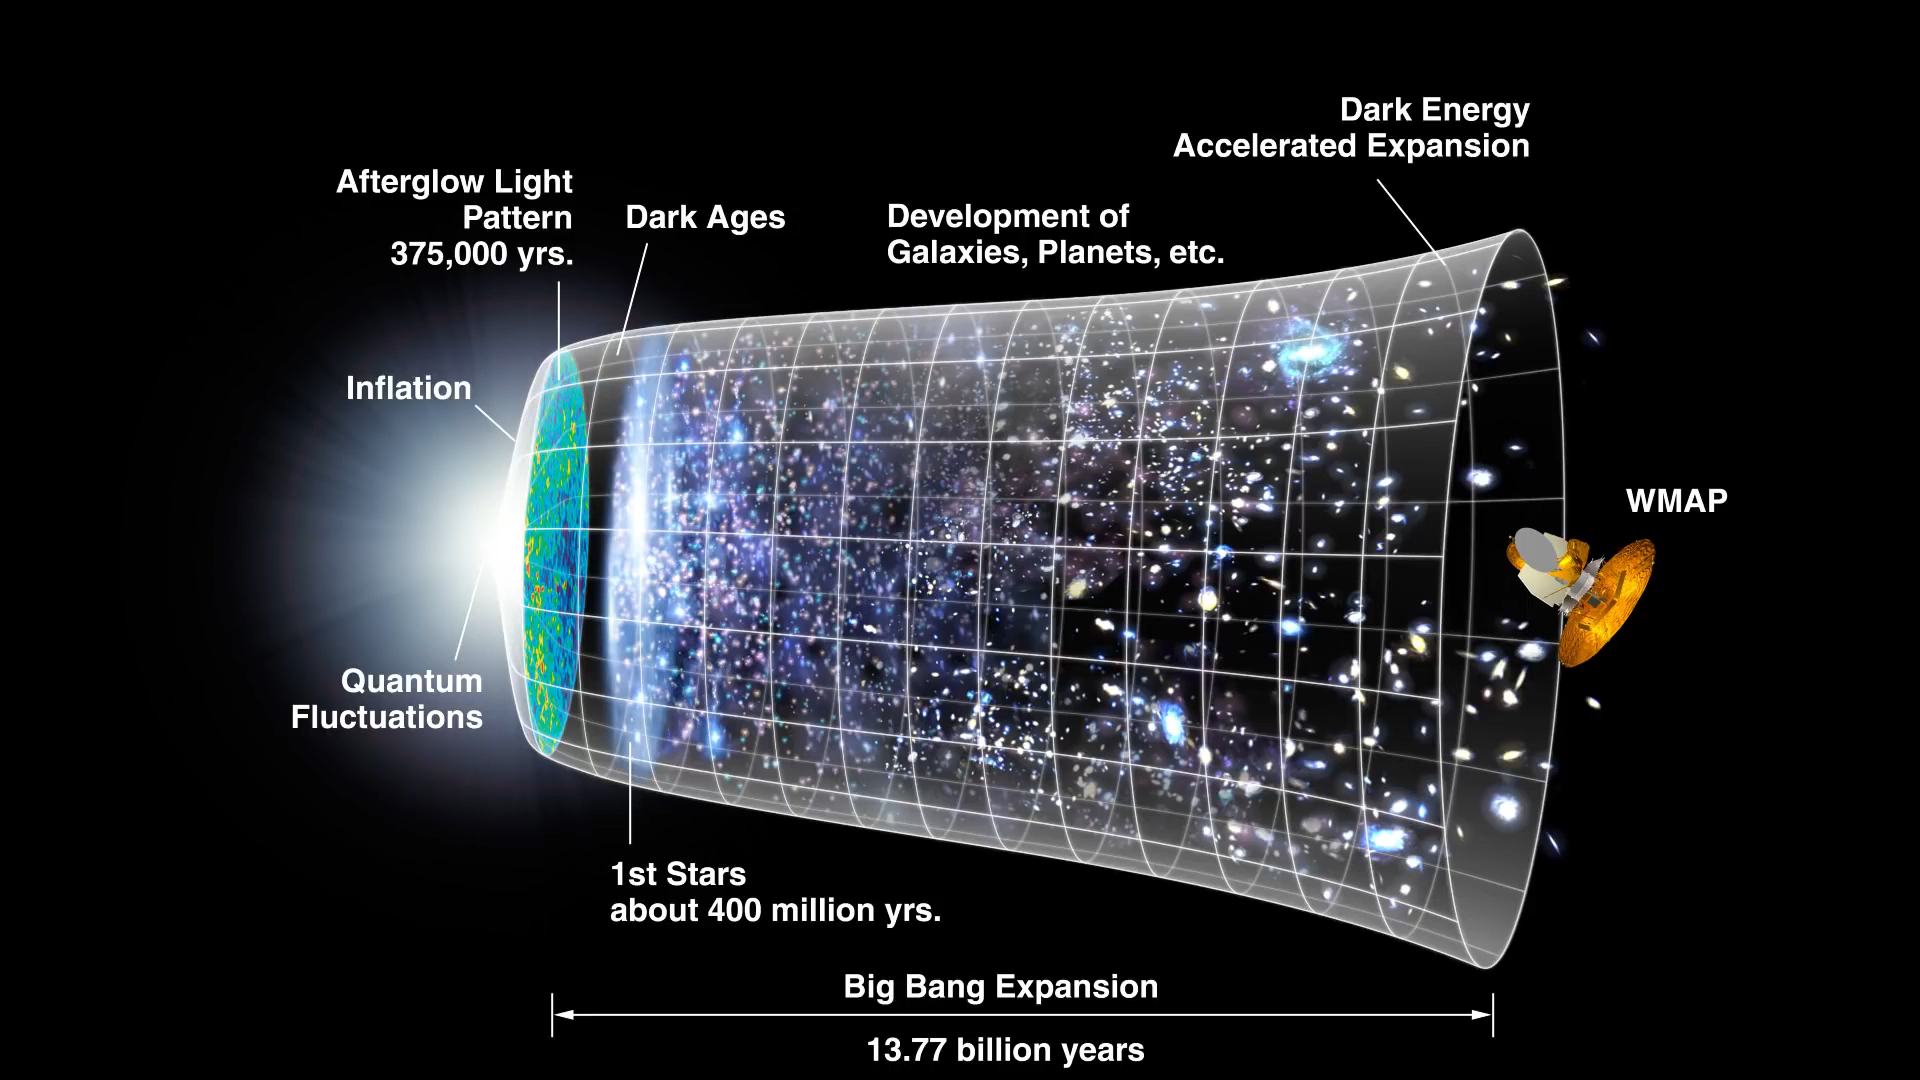 Dark Energy
Accelerated Expansion
Afterglow Light
Pattern
375,000 yrs.
Dark Ages
Development of
Galaxies, Planets, etc.
Inflation
WMAP
Quantum
Fluctuations
1st Stars
about 400 million yrs.
Big Bang Expansion
13.77 billion years